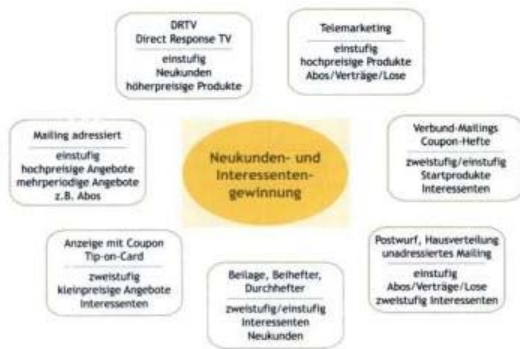 DRTV
Direct Response TV
einstufig
Neukunden
höherpreisige Produkte
Telemarketing
einstufig
hochpreisige Produkte
Abos/Verträge/Lose
Mailing adressiert
einstufig
hochpreisige Angebote
mehrperiodige Angebote
z.B. Abos
Neukunden- und
Interessenten-
gewinnung
Verbund-Mailings
Coupon-Hefte
zweistufig/einstufig
Startprodukte
Interessenten
Anzeige mit Coupon
Tip-on-Card
zweistufig
kleinpreisige Angebote
Interessenten
Beilage, Beihefter,
Durchhefter
zweistufig/einstufig
Interessenten
Neukunden
Postwurf, Hausverteilung
unadressiertes Mailing
einstufig
Abos/Verträge/Lose
zweistufig Interessenten